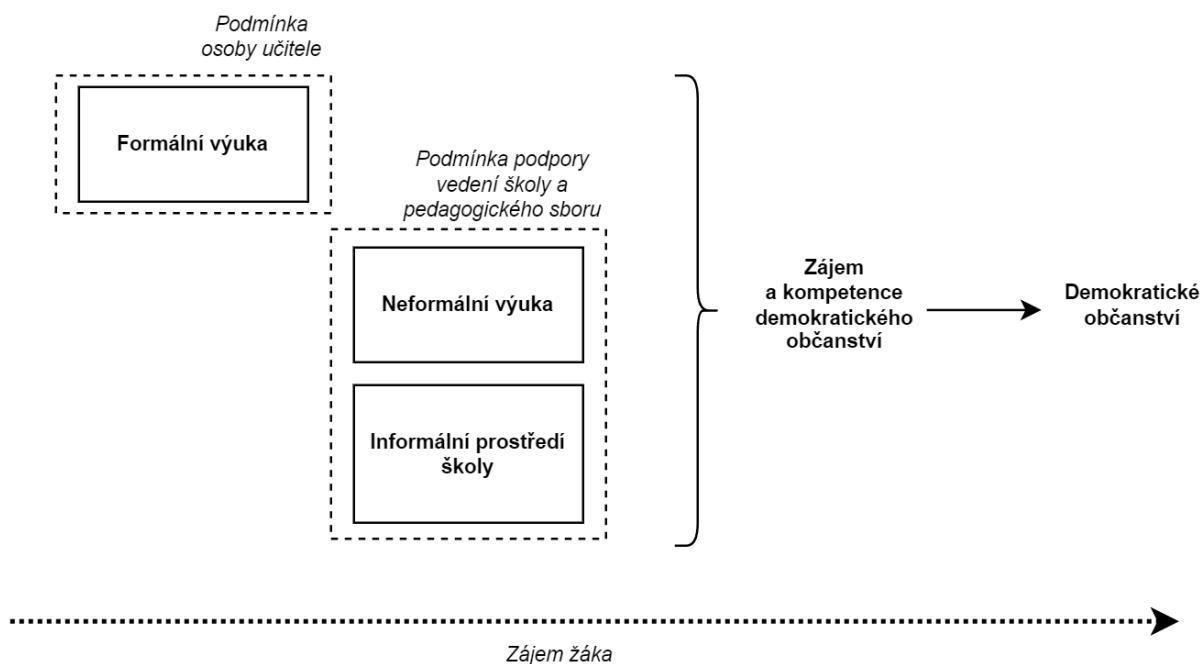 Podmínka
osoby učitele
Formální výuka
Podmínka podpory
vedení školy a
pedagogického sboru
Neformální výuka
Informální prostředí
školy
Zájem
a kompetence
demokratického
občanství
Demokratické
občanství
Zájem žáka